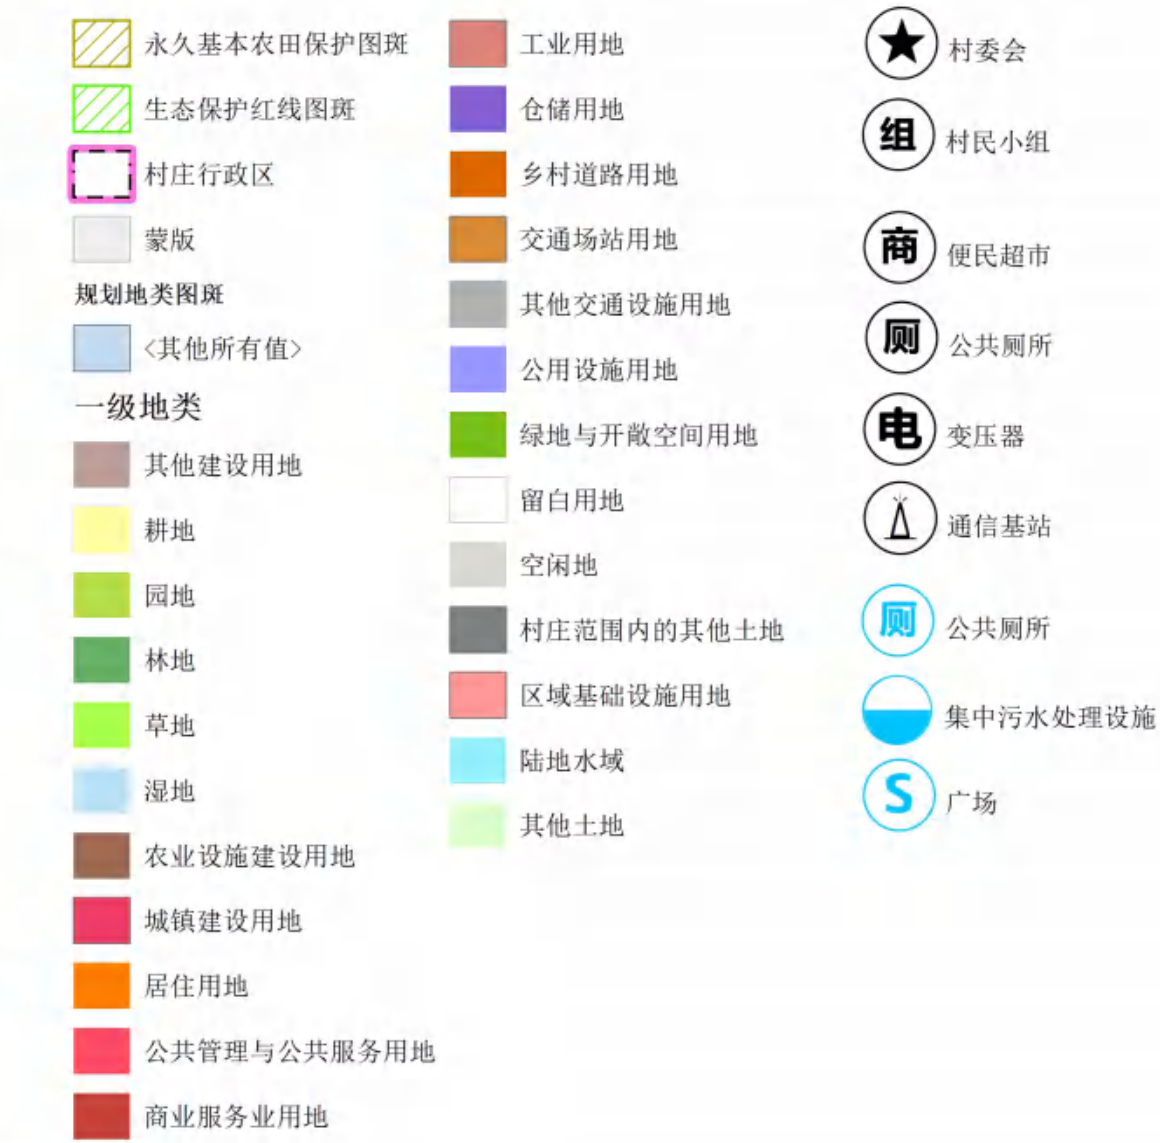 永久基本农田保护图斑
生态保护红线图斑
村庄行政区
蒙版
规划地类图斑
<其他所有值>
一级地类
其他建设用地
耕地
园地
林地
草地
湿地
农业设施建设用地
城镇建设用地
居住用地
公共管理与公共服务用地
商业服务业用地
工业用地
仓储用地
乡村道路用地
交通场站用地
其他交通设施用地
公用设施用地
绿地与开敞空间用地
留白用地
空闲地
村庄范围内的其他土地
区域基础设施用地
陆地水域
其他土地
村委会
组 村民小组
商 便民超市
厕 公共厕所
电 变压器
通信基站
厕 公共厕所
集中污水处理设施
S 广场